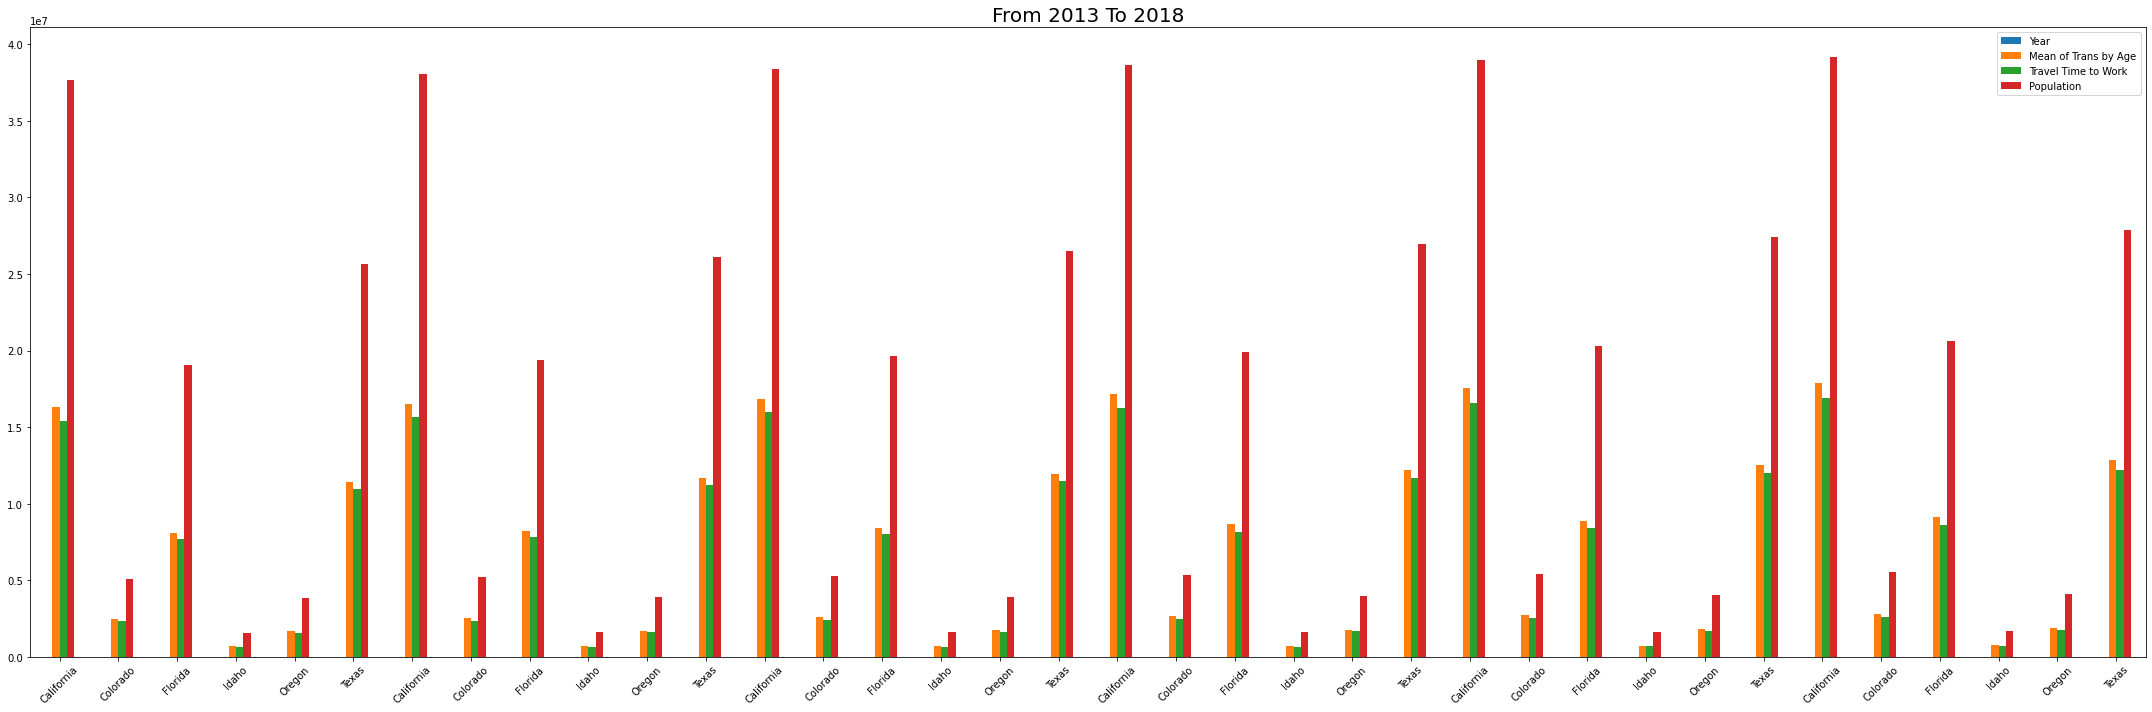 From 2013 To 2018
1e7
4.0
3.5
3.0
2.5
2.0
1.5
1.0
0.5
0.0
Year
Mean of Trans by Age
Travel Time to Work
Population
California
Colorado
Florida
Idaho
Oregon
Texas
California
Colorado
Florida
Idaho
Oregon
Texas
California
Colorado
Florida
Idaho
Oregon
Texas
California
Colorado
Florida
Idaho
Oregon
Texas
California
Colorado
Florida
Idaho
Oregon
Texas
California
Colorado
Florida
Idaho
Oregon
Texas